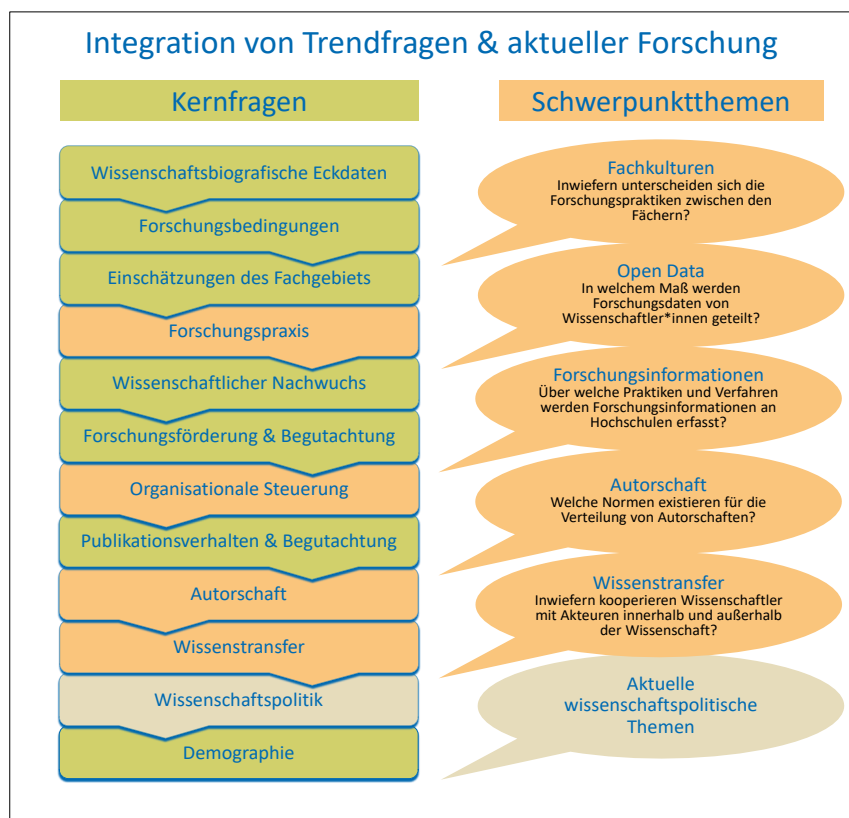 Integration von Trendfragen & aktueller Forschung
Kernfragen
Wissenschaftsbiografische Eckdaten
Forschungsbedingungen
Einschätzungen des Fachgebiets
Forschungspraxis
Wissenschaftlicher Nachwuchs
Forschungsförderung & Begutachtung
Organisationale Steuerung
Publikationsverhalten & Begutachtung
Autorschaft
Wissenstransfer
Wissenschaftspolitik
Demographie
Schwerpunktthemen
Fachkulturen
Inwiefern unterscheiden sich die
Forschungspraktiken zwischen den
Fächern?
Open Data
In welchem Maß werden
Forschungsdaten von
Wissenschaftler*innen geteilt?
Forschungsinformationen
Über welche Praktiken und Verfahren
werden Forschungsinformationen an
Hochschulen erfasst?
Autorschaft
Welche Normen existieren für die
Verteilung von Autorschaften?
Wissenstransfer
Inwiefern kooperieren Wissenschaftler
mit Akteuren innerhalb und außerhalb
der Wissenschaft?
Aktuelle
wissenschaftspolitische
Themen